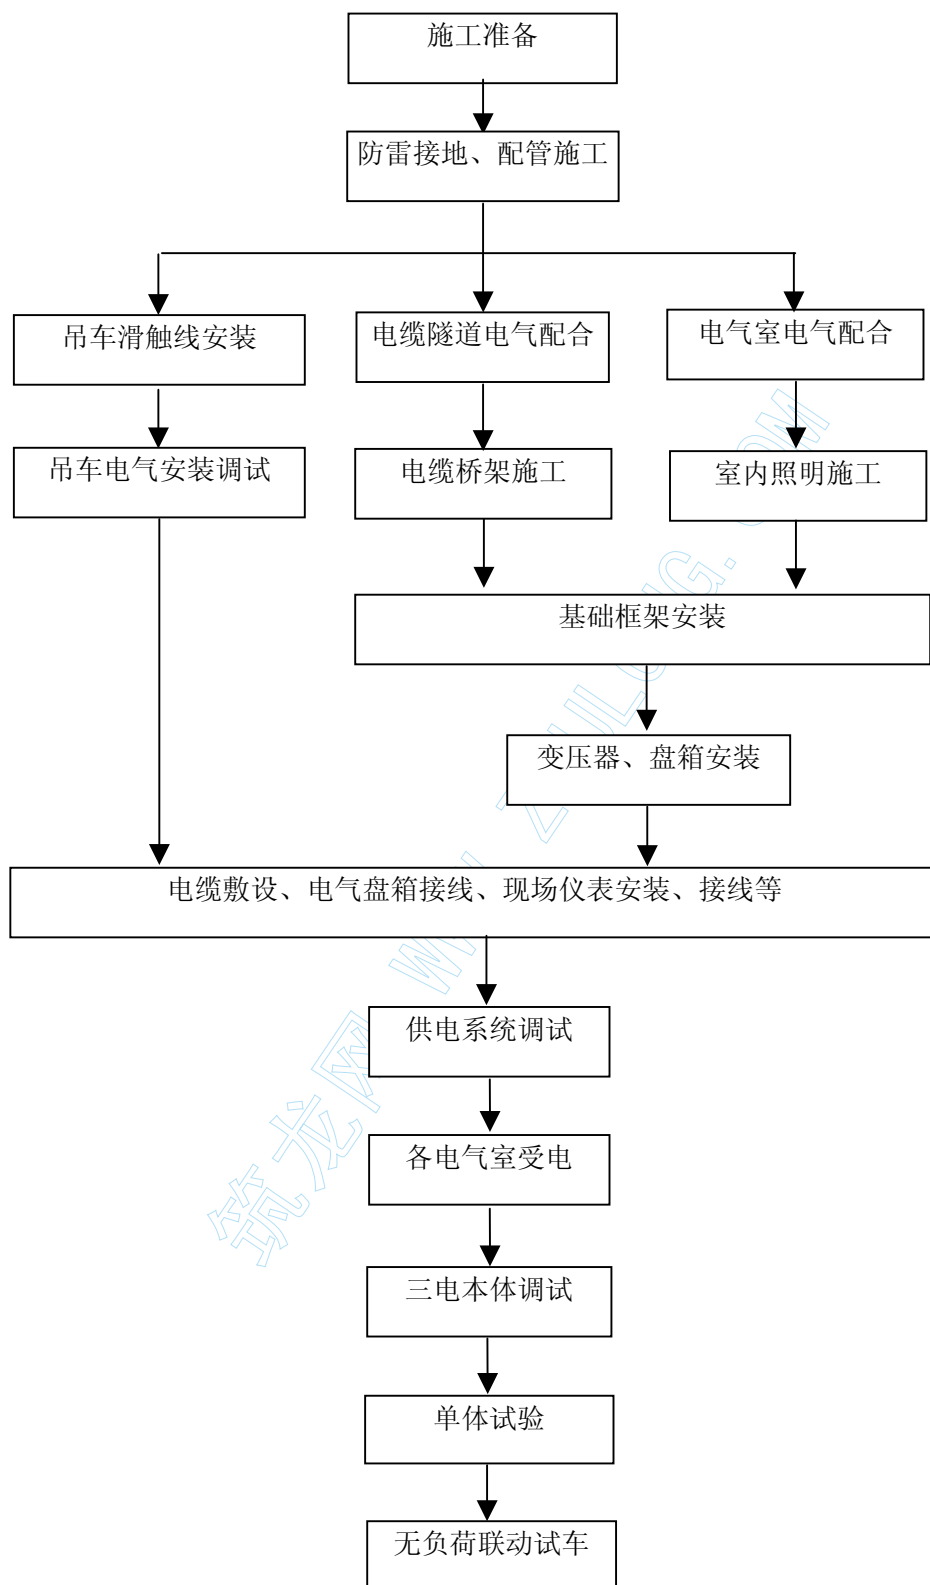 施工准备
防雷接地、配管施工
吊车滑触线安装
电缆隧道电气配合
电气室电气配合
吊车电气安装调试
电缆桥架施工
室内照明施工
基础框架安装
变压器、盘箱安装
电缆敷设、电气盘箱接线、现场仪表安装、接线等
供电系统调试
各电气室受电
三电本体调试
单体试验
无负荷联动试车